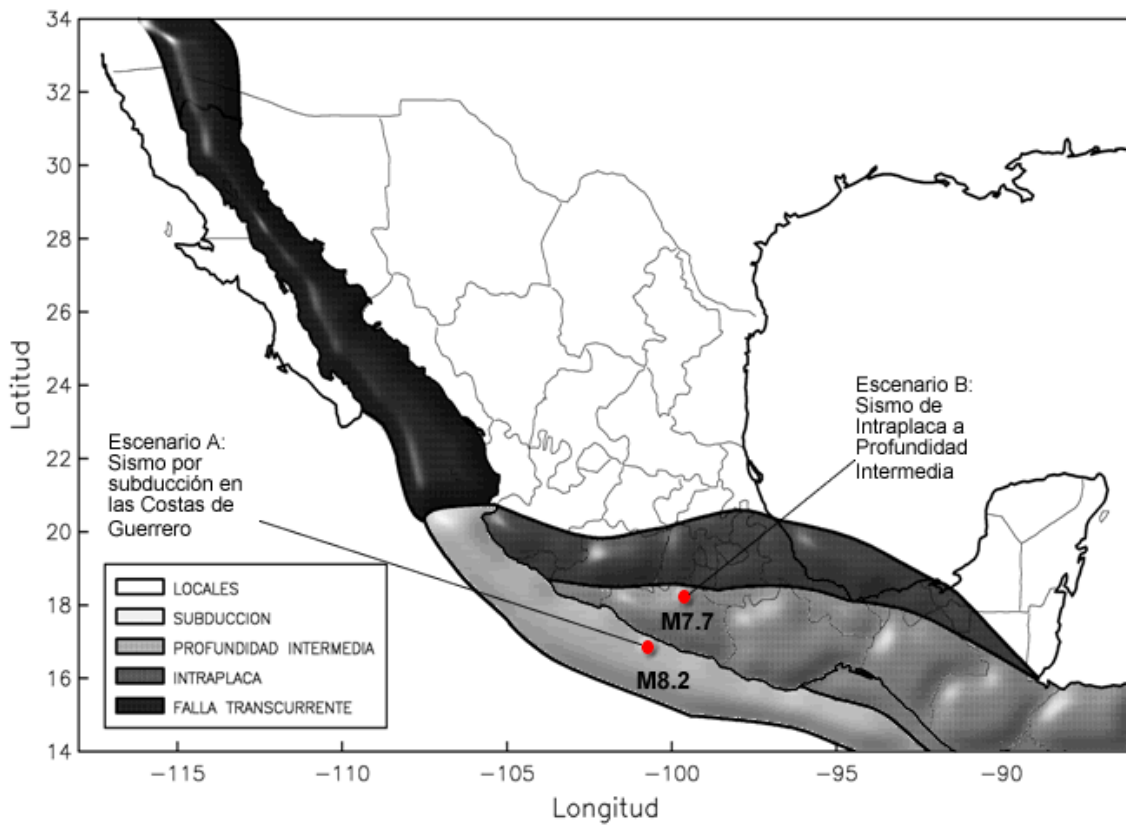 34
32
30
28
26
24
22
20
18
16
14
Latitud
Escenario A:
Sismo por
subducción en
las Costas de
Guerrero
Escenario B:
Sismo de
Intraplaca a
Profundidad
Intermedia
M7.7
M8.2
LOCALES
SUBDUCCION
PROFUNDIDAD INTERMEDIA
INTRAPLACA
FALLA TRANSCURRENTE
−115
−110
−105
−100
−95
−90
Longitud